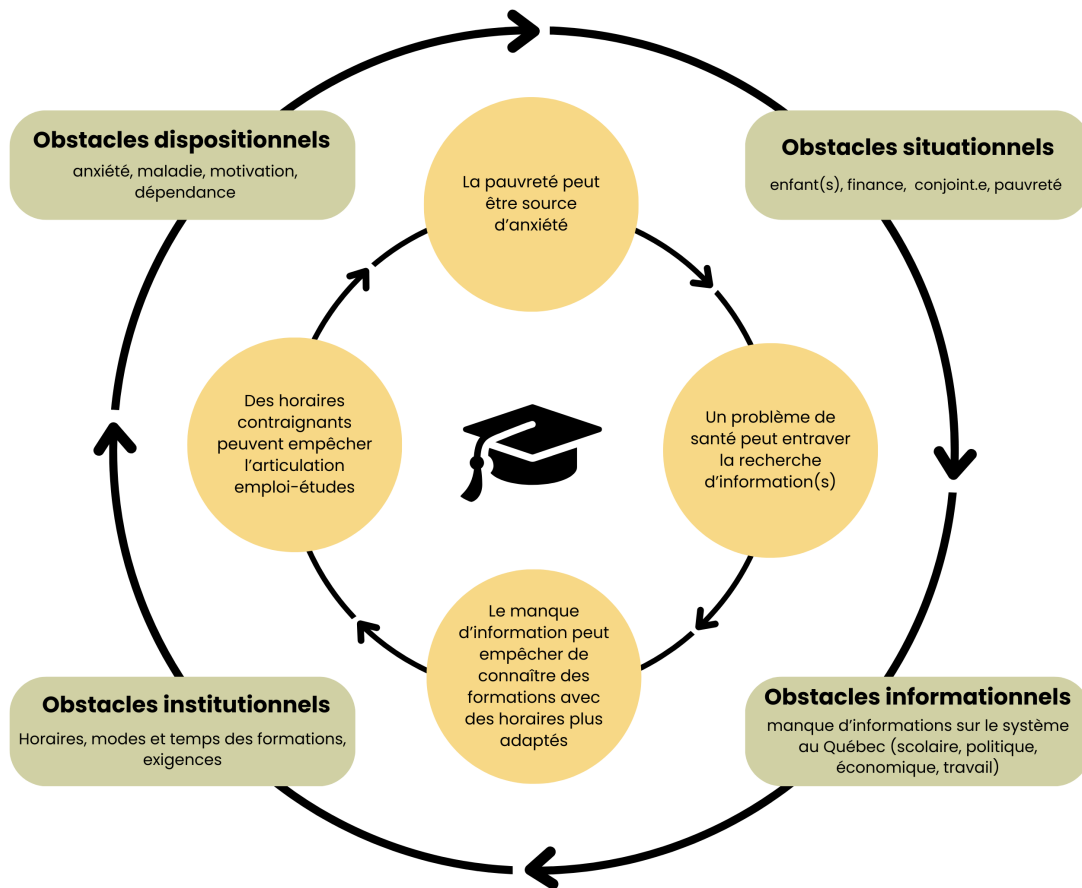 Obstacles dispositionnels
anxiété, maladie, motivation,
dépendance
Obstacles situationnels
enfant(s), finance, conjoint.e, pauvreté
La pauvreté peut
être source
d'anxiété
Des horaires
contraignants
peuvent empêcher
l'articulation
emploi-études
Un problème de
santé peut entraver
la recherche
d'information(s)
Le manque
d'information peut
empêcher de
connaître des
formations avec
des horaires plus
adaptés
Obstacles institutionnels
Horaires, modes et temps des formations,
exigences
Obstacles informationnels
manque d'informations sur le système
au Québec (scolaire, politique,
économique, travail)